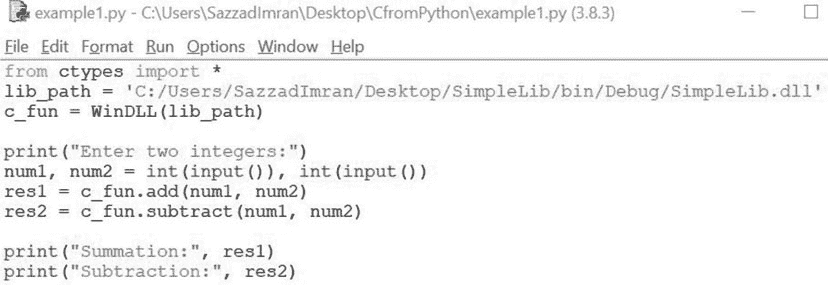 example1.py - C:\Users\SazzadImran\Desktop\CfromPython\example1.py (3.8.3)
File Edit Format Run Options Window Help
from ctypes import *
lib_path = 'C:/Users/SazzadImran/Desktop/SimpleLib/bin/Debug/SimpleLib.dll'
c_fun = WinDLL(lib_path)

print("Enter two integers:")
num1, num2 = int(input()), int(input())
res1 = c_fun.add(num1, num2)
res2 = c_fun.subtract(num1, num2)

print("Summation:", res1)
print("Subtraction:", res2)